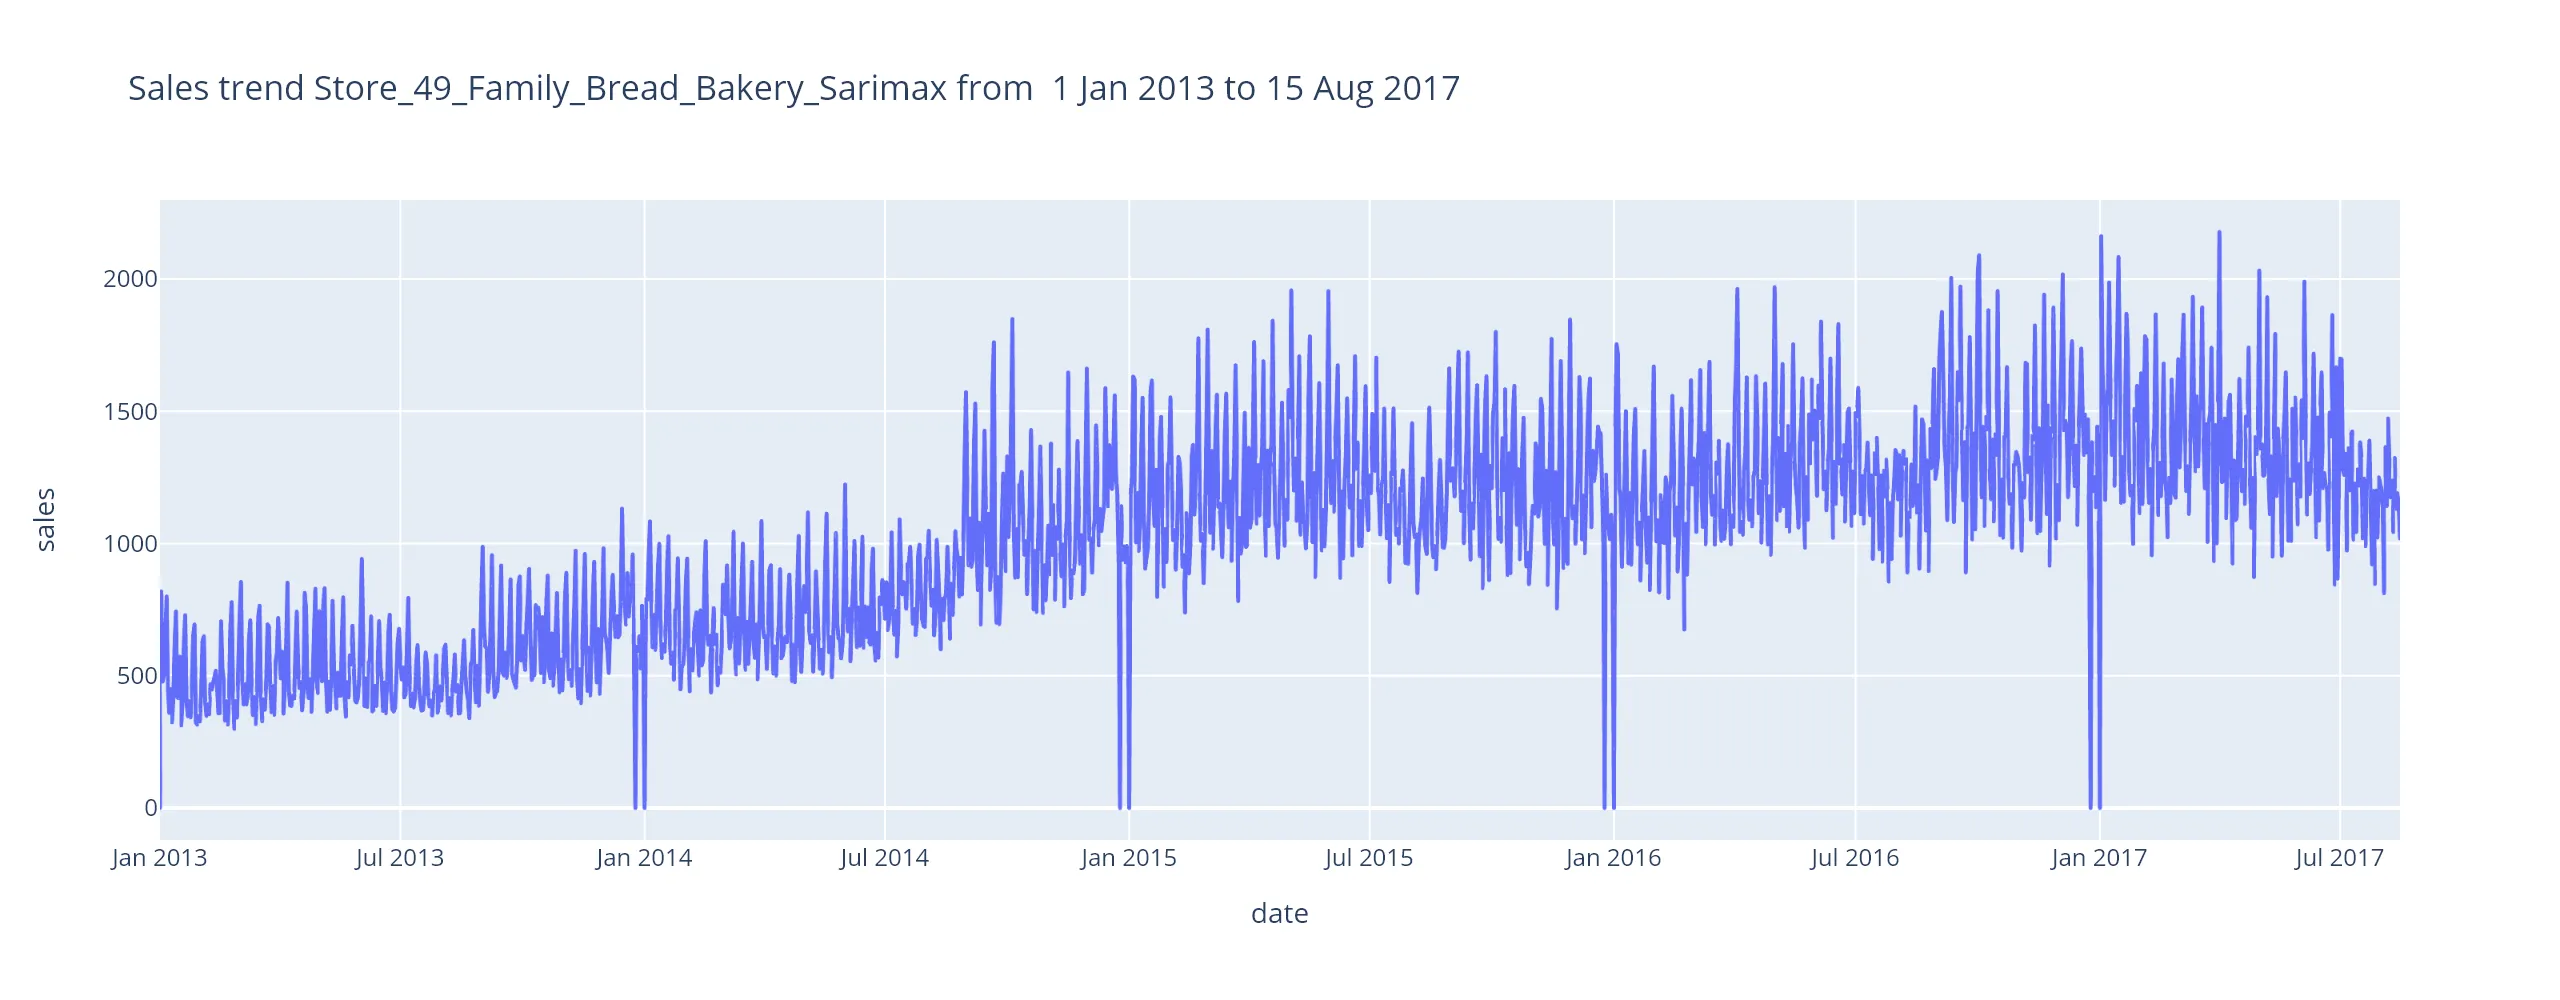 Sales trend Store_49_Family_Bread_Bakery_Sarimax from  1 Jan 2013 to 15 Aug 2017
sales
2000
1500
1000
500
0
Jan 2013 Jul 2013 Jan 2014 Jul 2014 Jan 2015 Jul 2015 Jan 2016 Jul 2016 Jan 2017 Jul 2017
date